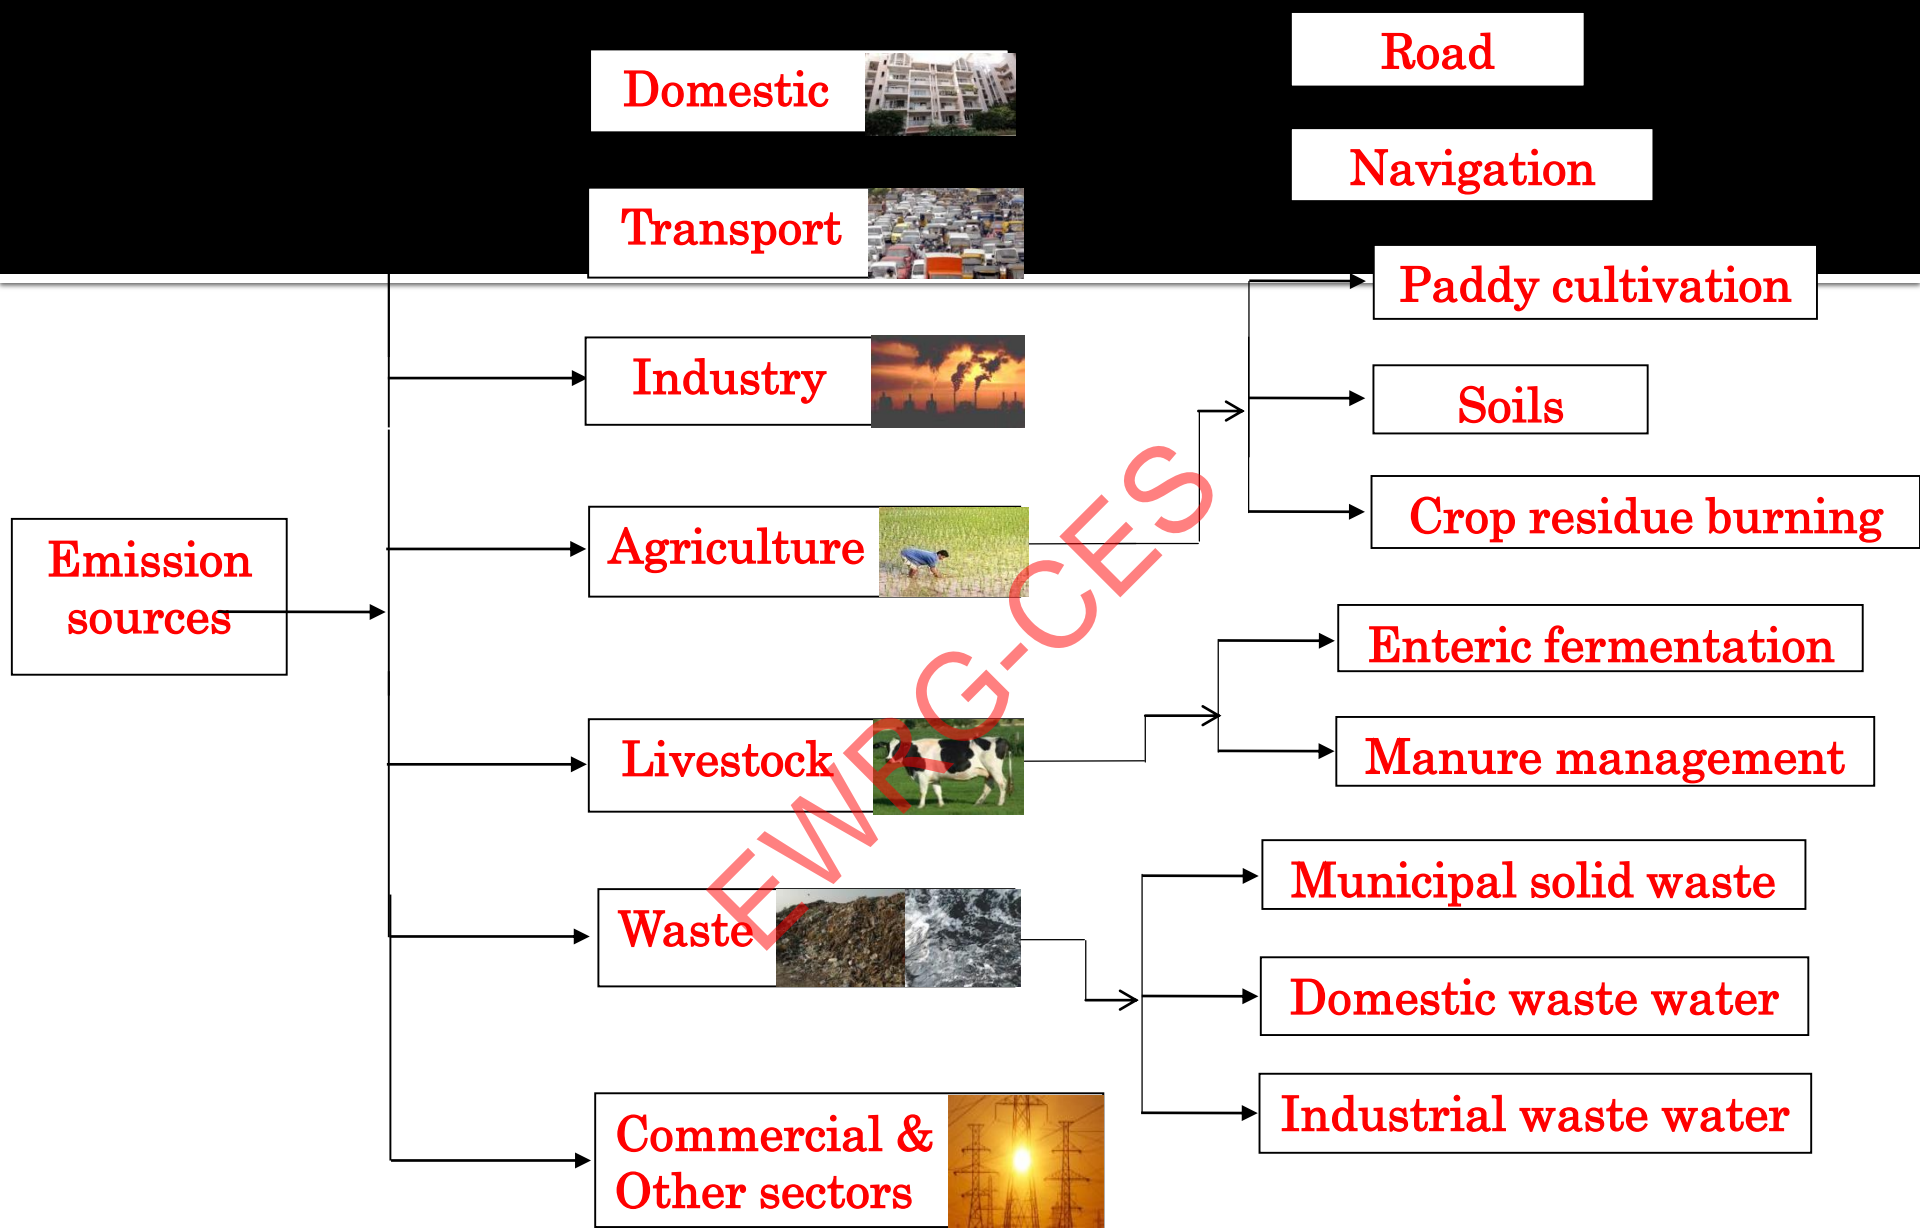 Road
Domestic
Navigation
Transport
Paddy cultivation
Industry
Soils
Crop residue burning
Agriculture
Emission
sources
Enteric fermentation
Livestock
Manure management
Municipal solid waste
Waste
Domestic waste water
Industrial waste water
Commercial &
Other sectors
EWRG-CES